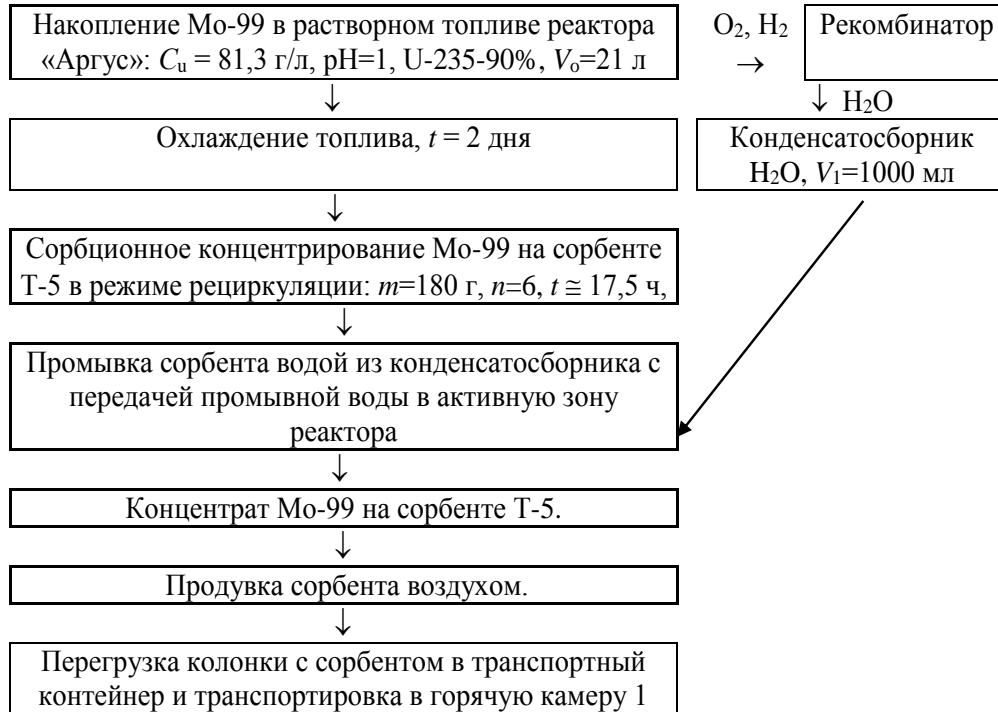 Накопление Мо-99 в растворном топливе реактора
«Аргус»: Cu = 81,3 г/л, pH=1, U-235-90%, Vo=21 л
O2, H2
→
Рекомбинатор
↓
↓ H2O
Охлаждение топлива, t = 2 дня
Конденсатосборник
H2O, V1=1000 мл
↓
Сорбционное концентрирование Мо-99 на сорбенте
Т-5 в режиме рециркуляции: m=180 г, n=6, t ≅ 17,5 ч,
↓
Промывка сорбента водой из конденсатосборника с
передачей промывной воды в активную зону
реактора
↓
Концентрат Мо-99 на сорбенте Т-5.
↓
Продувка сорбента воздухом.
↓
Перегрузка колонки с сорбентом в транспортный
контейнер и транспортировка в горячую камеру 1